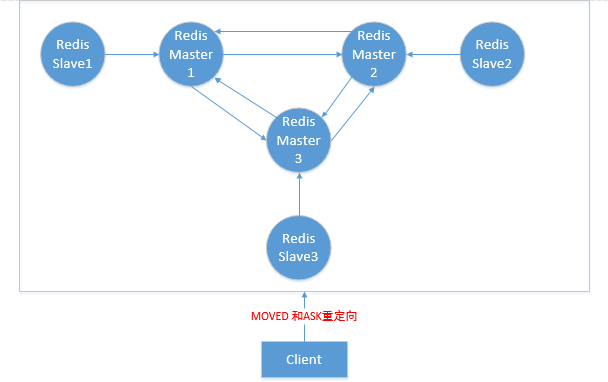 Redis
Slave1
Redis
Master
1
Redis
Master
2
Redis
Slave2
Redis
Master
3
Redis
Slave3
MOVED 和ASK重定向
Client